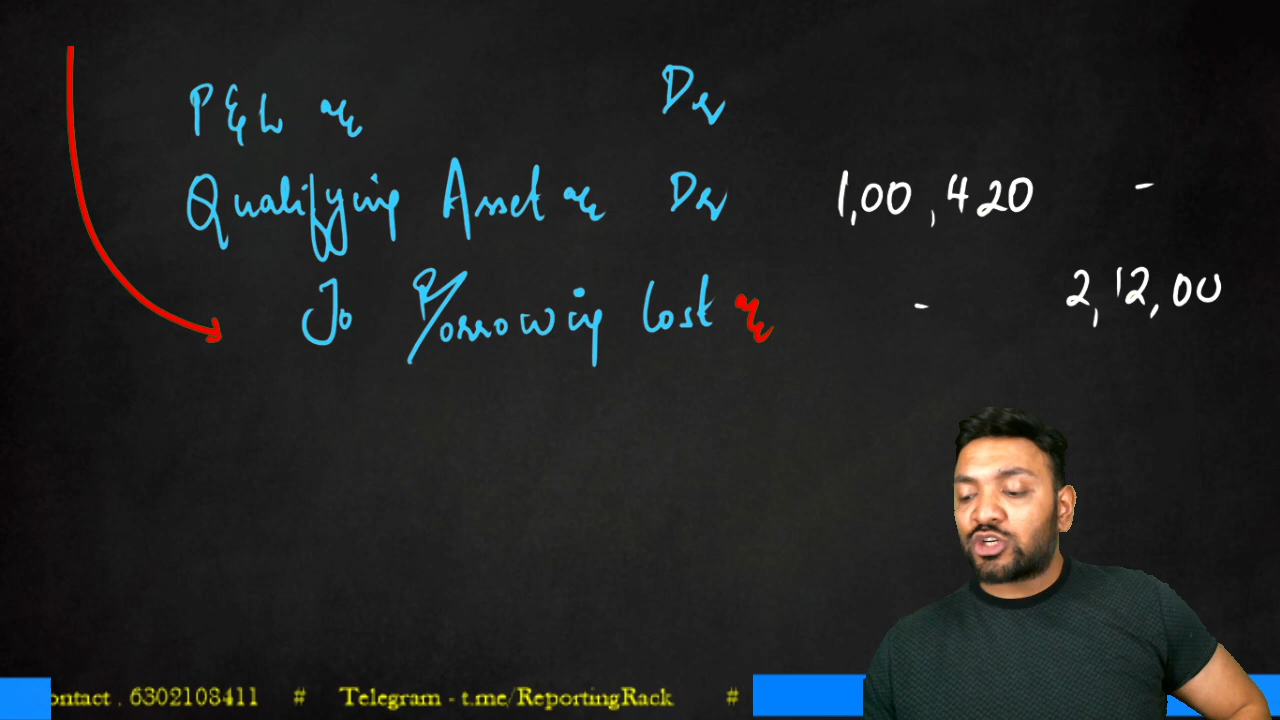 P&L a/c Dr
Qualifying Asset a/c Dr 1,00,420 -
To Borrowing Cost a/c - 2,12,00
ontact . 6302108411 # Telegram - t.me/ReportingRack #